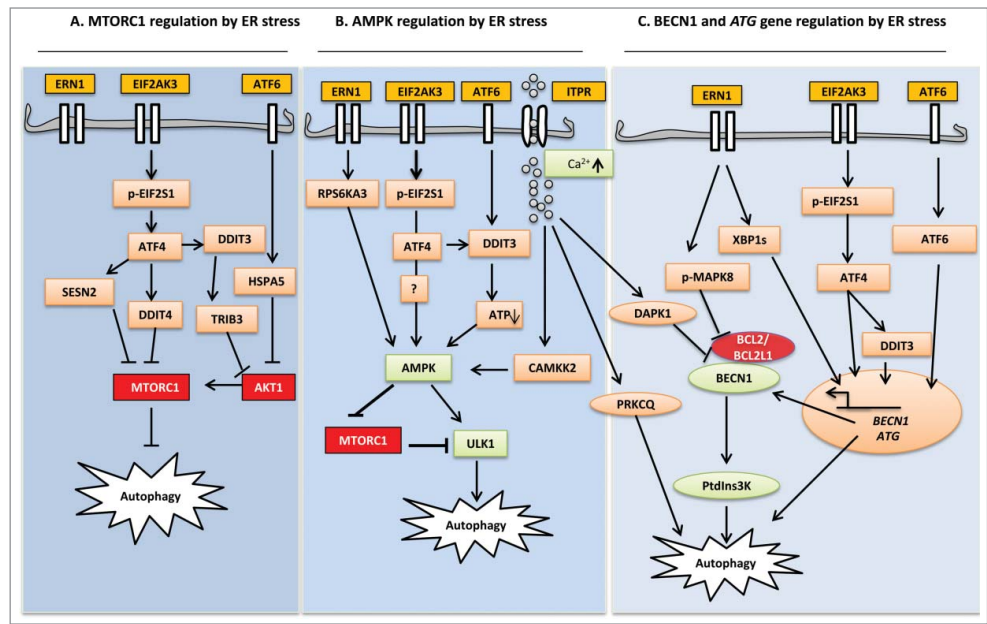 A. MTORC1 regulation by ER stress
B. AMPK regulation by ER stress
C. BECN1 and ATG gene regulation by ER stress
ERN1
EIF2AK3
ATF6
p-EIF2S1
ATF4
DDIT3
SESN2
DDIT4
TRIB3
HSPA5
MTORC1
AKT1
Autophagy
ERN1
EIF2AK3
ATF6
ITPR
Ca²⁺
RPS6KA3
p-EIF2S1
ATF4
DDIT3
?
ATP
AMPK
CAMKK2
MTORC1
ULK1
Autophagy
PRKCQ
DAPK1
ERN1
EIF2AK3
ATF6
XBP1s
p-MAPK8
p-EIF2S1
ATF6
ATF4
DDIT3
BCL2/
BCL2L1
BECN1
BECN1
ATG
PtdIns3K
Autophagy